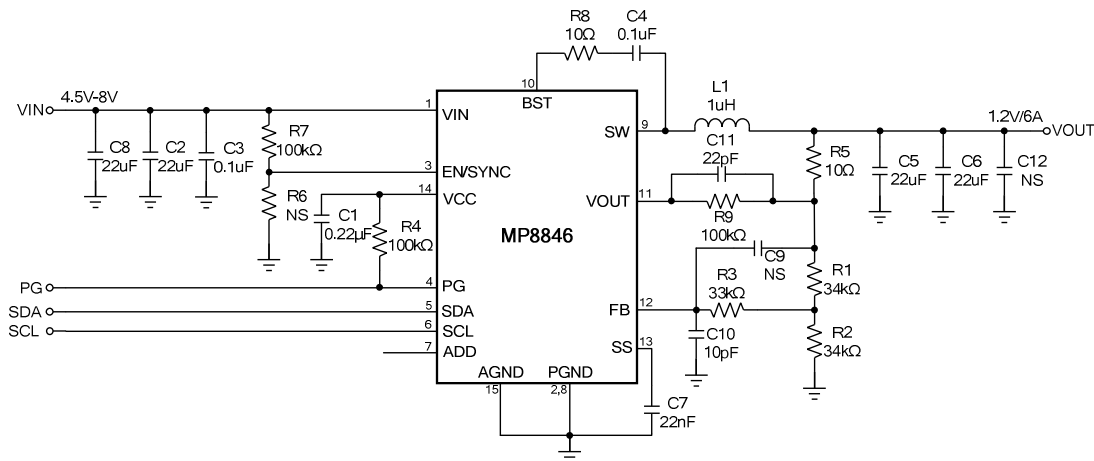 R8
10Ω
C4
0.1uF
10
BST
VIN
4.5V-8V
1
VIN
C8
22uF
C2
22uF
C3
0.1uF
R7
100kΩ
3
EN/SYNC
R6
NS
14
VCC
C1
0.22µF
R4
100kΩ
PG
4
PG
SDA
5
SDA
SCL
6
SCL
7
ADD
MP8846
AGND
15
PGND
2,8
SW
9
L1
1uH
1.2V/6A
VOUT
C11
22pF
R5
10Ω
C5
22uF
C6
22uF
C12
NS
VOUT
11
R9
100kΩ
C9
NS
R3
33kΩ
R1
34kΩ
FB
12
C10
10pF
R2
34kΩ
SS
13
C7
22nF